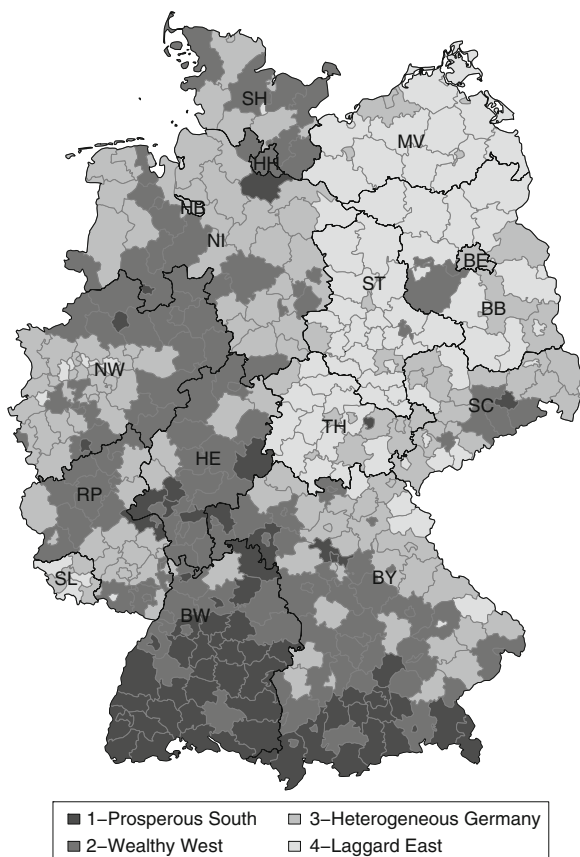 SH
MV
HH
HB
NI
BE
ST
BB
NW
SC
TH
HE
RP
SL
BY
BW
1−Prosperous South
3−Heterogeneous Germany
2−Wealthy West
4−Laggard East